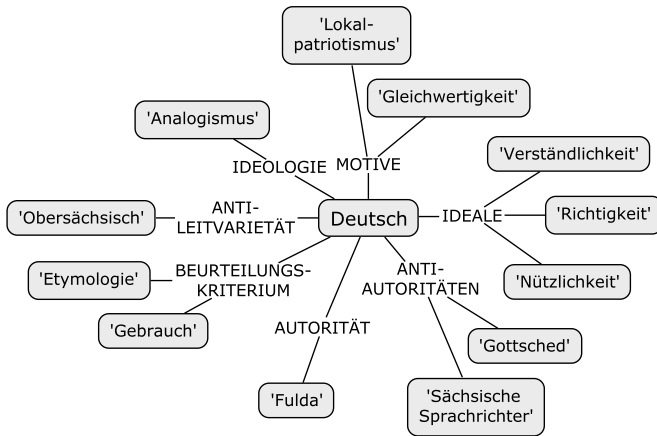 'Lokal-
patriotismus'
'Gleichwertigkeit'
'Analogismus'
'Verständlichkeit'
IDEOLOGIE
MOTIVE
ANTI-
LEITVARIETÄT
'Obersächsisch'
Deutsch
IDEALE
'Richtigkeit'
'Etymologie'
BEURTEILUNGS-
KRITERIUM
ANTI-
AUTORITÄTEN
'Nützlichkeit'
'Gebrauch'
AUTORITÄT
'Gottsched'
'Fulda'
'Sächsische
Sprachrichter'